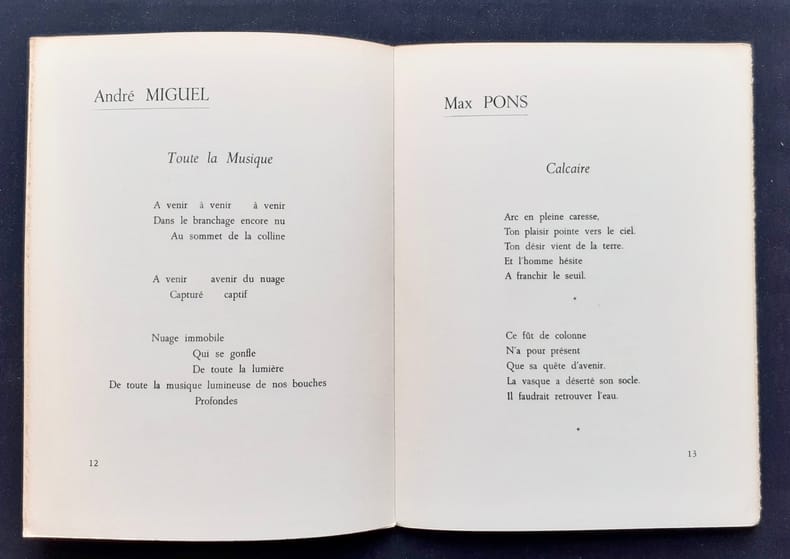 André MIGUEL
Toute la Musique
A venir à venir à venir
Dans le branchage encore nu
Au sommet de la colline
A venir avenir du nuage
Capturé captif
Nuage immobile
Qui se gonfle
De toute la lumière
De toute la musique lumineuse de nos bouches
Profondes
12
Max PONS
Calcaire
Arc en pleine caresse,
Ton plaisir pointe vers le ciel.
Ton désir vient de la terre.
Et l'homme hésite
A franchir le seuil.
*
Ce fût de colonne
N'a pour présent
Que sa quête d'avenir.
La vasque a déserté son socle.
Il faudrait retrouver l'eau.
*
13